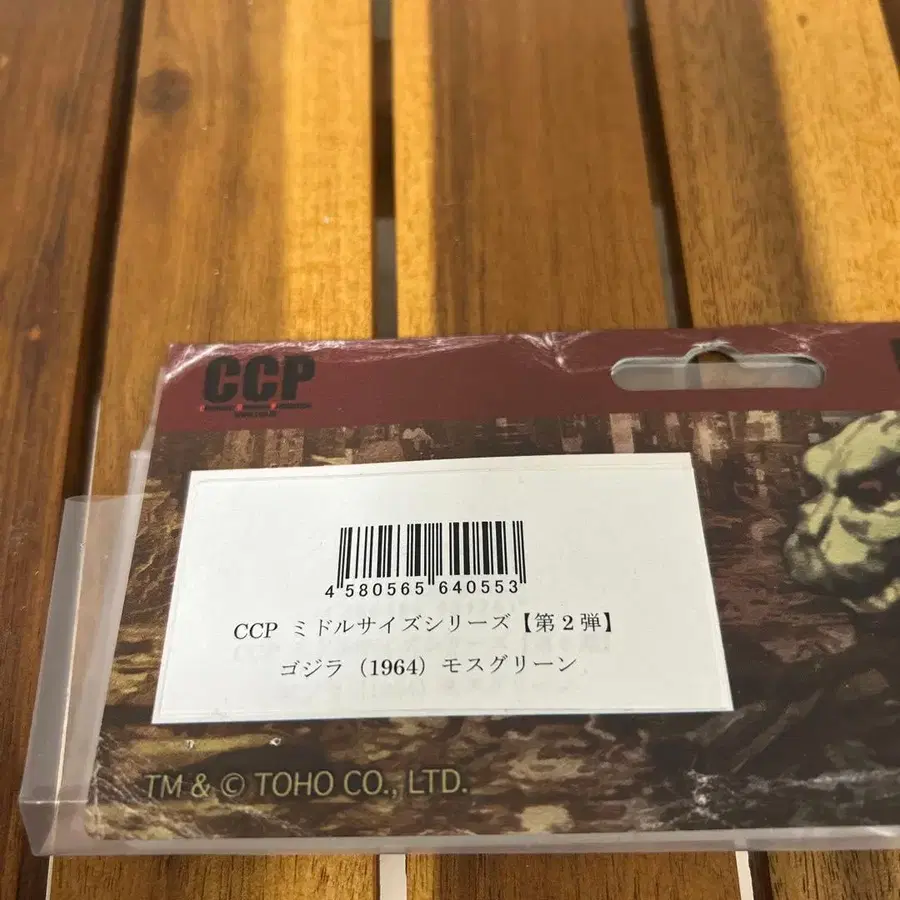 CCP
4 580565 640553
CCP ミドルサイズシリーズ【第2弾】
ゴジラ（1964）モスグリーン
TM & © TOHO CO., LTD.